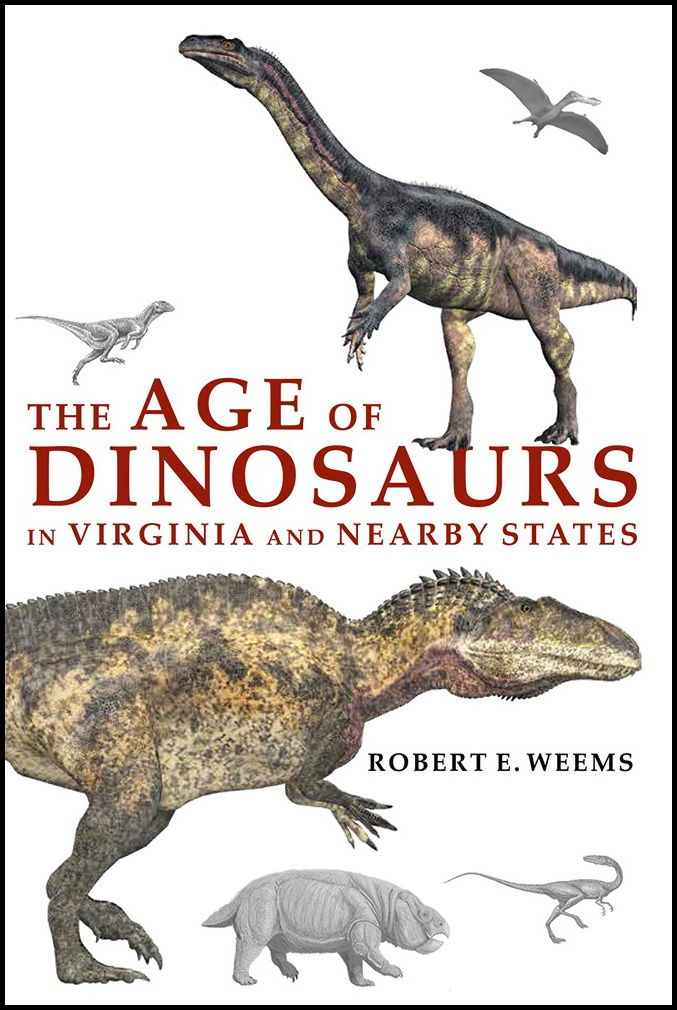 THE AGE OF
DINOSAURS
IN VIRGINIA AND NEARBY STATES
ROBERT E. WEEMS